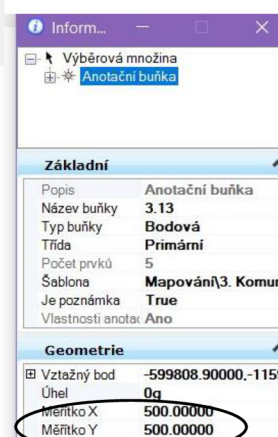 Inform...
Výběrová množina
Anotační buňka
Základní
Popis Anotační buňka
Název buňky 3.13
Typ buňky Bodová
Třída Primární
Počet prvků 5
Šablona Mapování\3. Komun
Je poznámka True
Vlastnosti anotac Ano
Geometrie
Vztažný bod -599808.90000,-115
Úhel 0g
Měřítko X 500.00000
Měřítko Y 500.00000